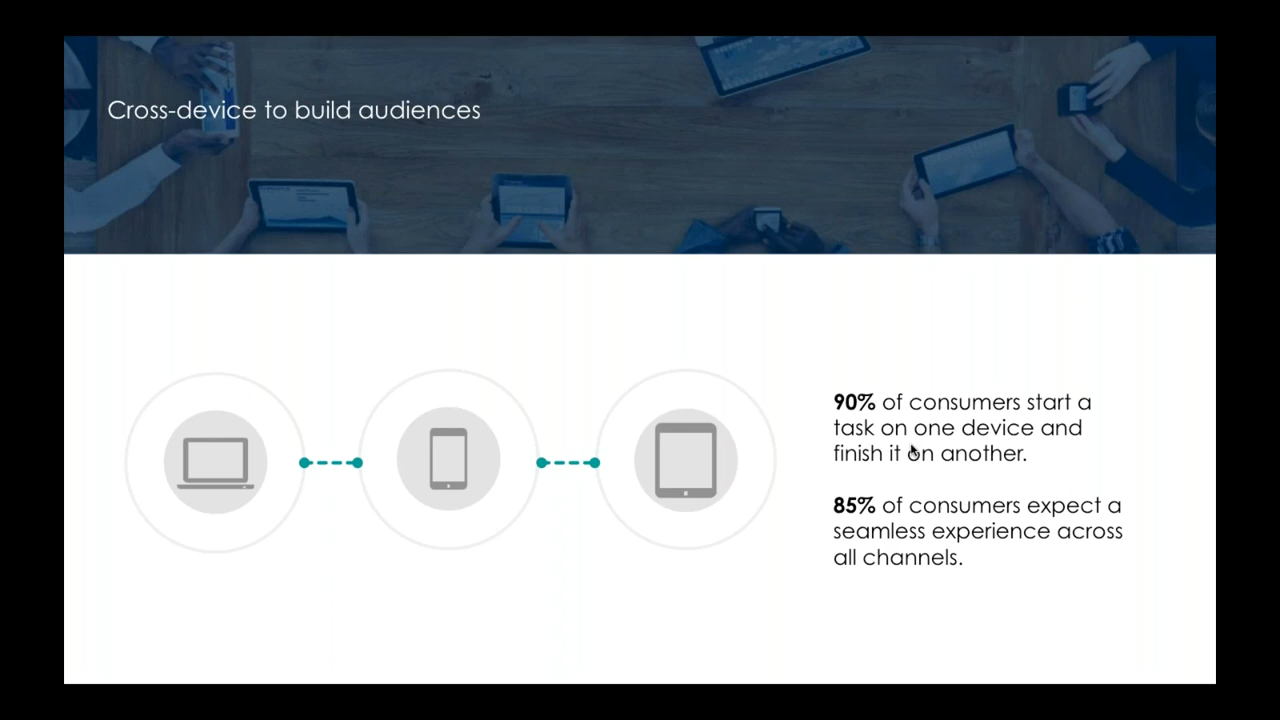 Cross-device to build audiences
90% of consumers start a
task on one device and
finish it on another.
85% of consumers expect a
seamless experience across
all channels.